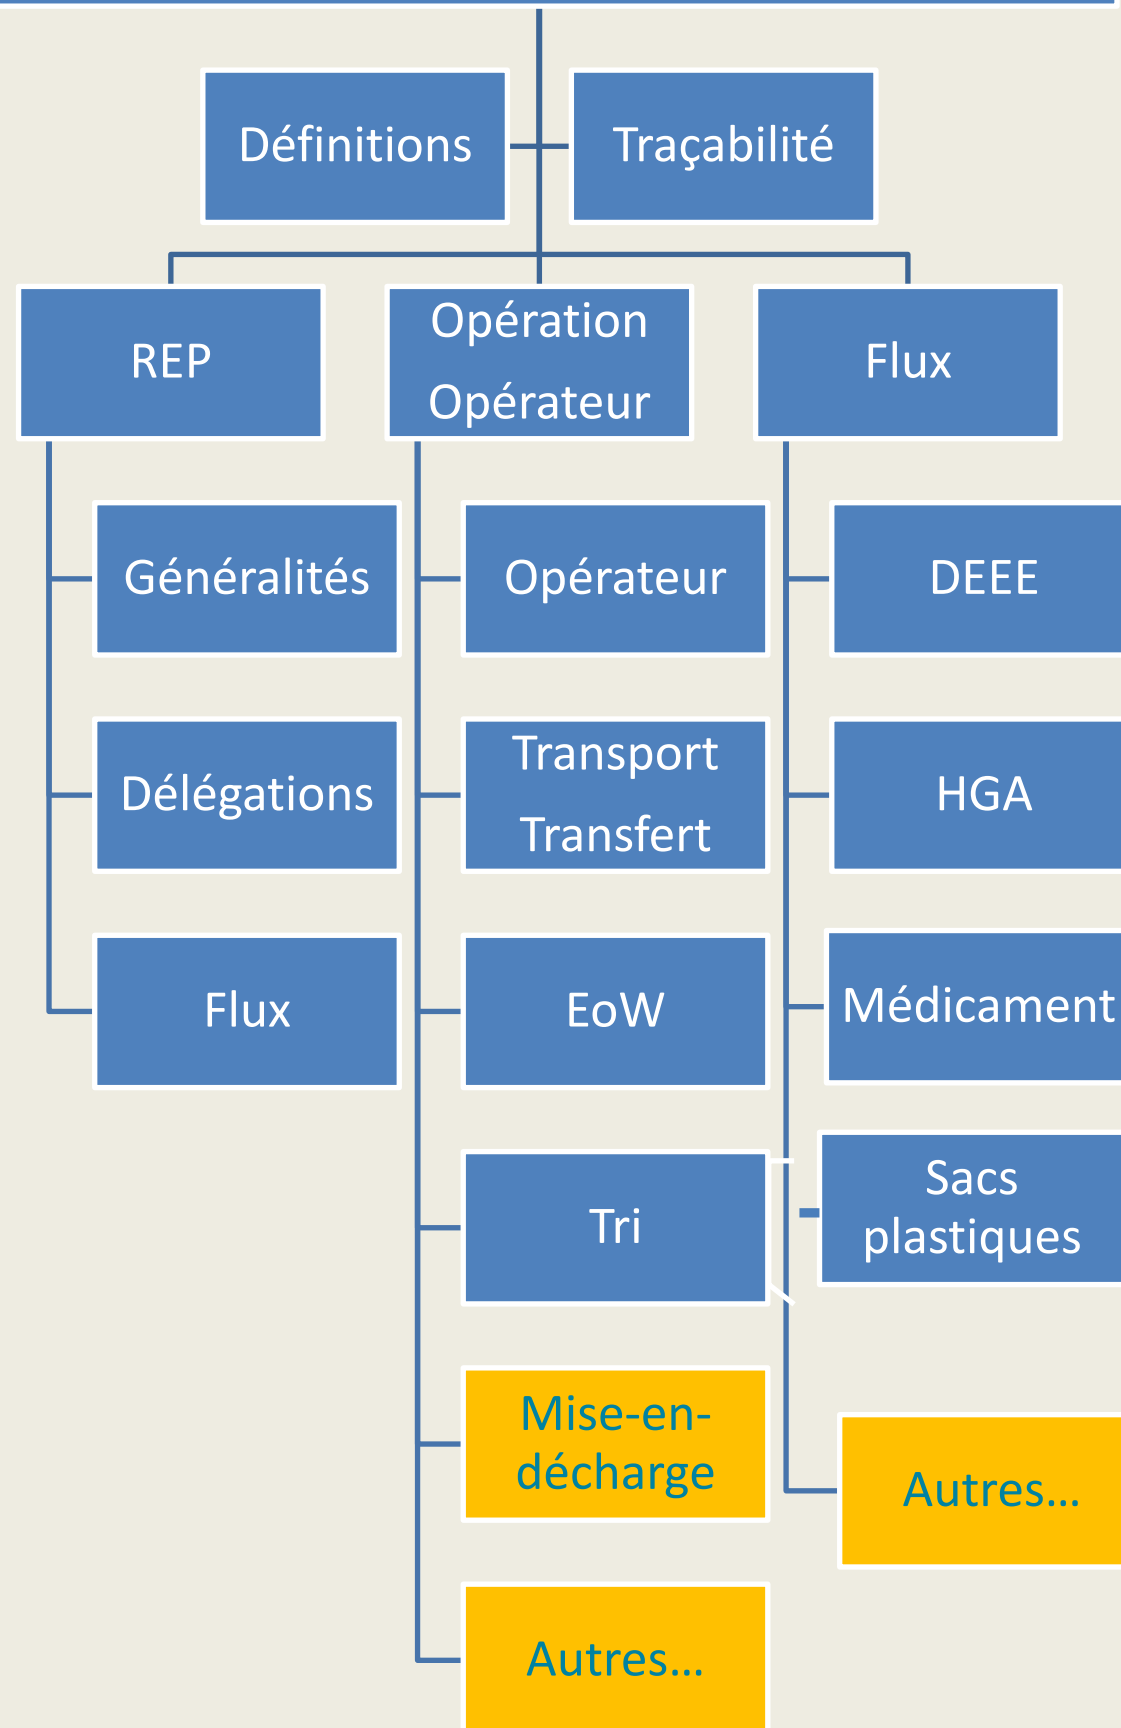 Définitions
Traçabilité
REP
Opération
Opérateur
Flux
Généralités
Délégations
Flux
Opérateur
Transport
Transfert
EoW
Tri
Mise-en-
décharge
Autres...
DEEE
HGA
Médicament
Sacs
plastiques
Autres...